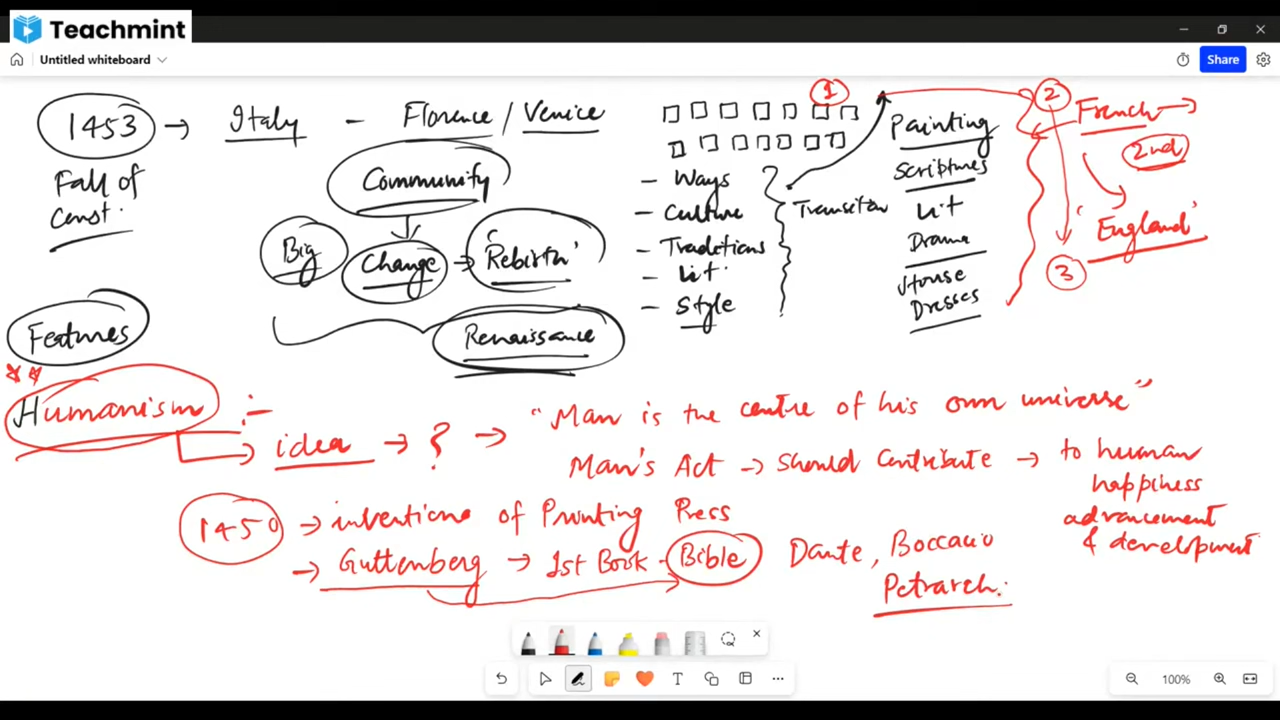 Teachmint
Untitled whiteboard
Share
1453 → Italy - Florence / Venice
Fall of
Const.
Community
Big Change → 'Rebirth'
Renaissance
1
- Ways
- Culture
- Traditions
- Lit.
- Style
Transition
Painting
Scriptures
Lit
Drama
House
Dresses
2
French →
2nd
'England'
3
Features
Humanism :-
→ idea → ? → "Man is the centre of his own universe"
Man's Act → should contribute → to human
happiness
advancement
& development
1450 → inventions of Printing Press
→ Guttenberg → 1st Book - Bible
Dante, Boccacio
Petrarch.
100%